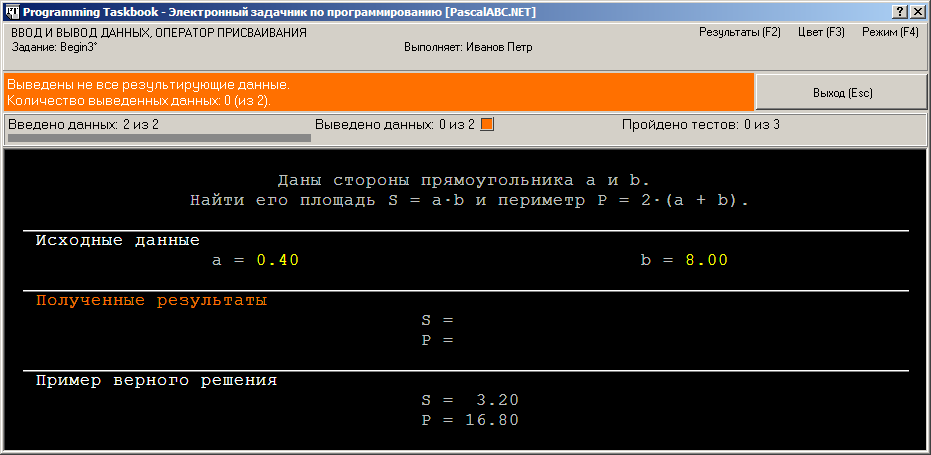 Programming Taskbook - Электронный задачник по программированию [PascalABC.NET]
ВВОД И ВЫВОД ДАННЫХ, ОПЕРАТОР ПРИСВАИВАНИЯ
Результаты (F2) Цвет (F3) Режим (F4)
Задание: Begin3° Выполняет: Иванов Петр
Выведены не все результирующие данные.
Количество выведенных данных: 0 (из 2).
Выход (Esc)
Введено данных: 2 из 2 Выведено данных: 0 из 2 Пройдено тестов: 0 из 3
Даны стороны прямоугольника a и b.
Найти его площадь S = a·b и периметр P = 2·(a + b).
Исходные данные
a = 0.40 b = 8.00
Полученные результаты
S =
P =
Пример верного решения
S = 3.20
P = 16.80